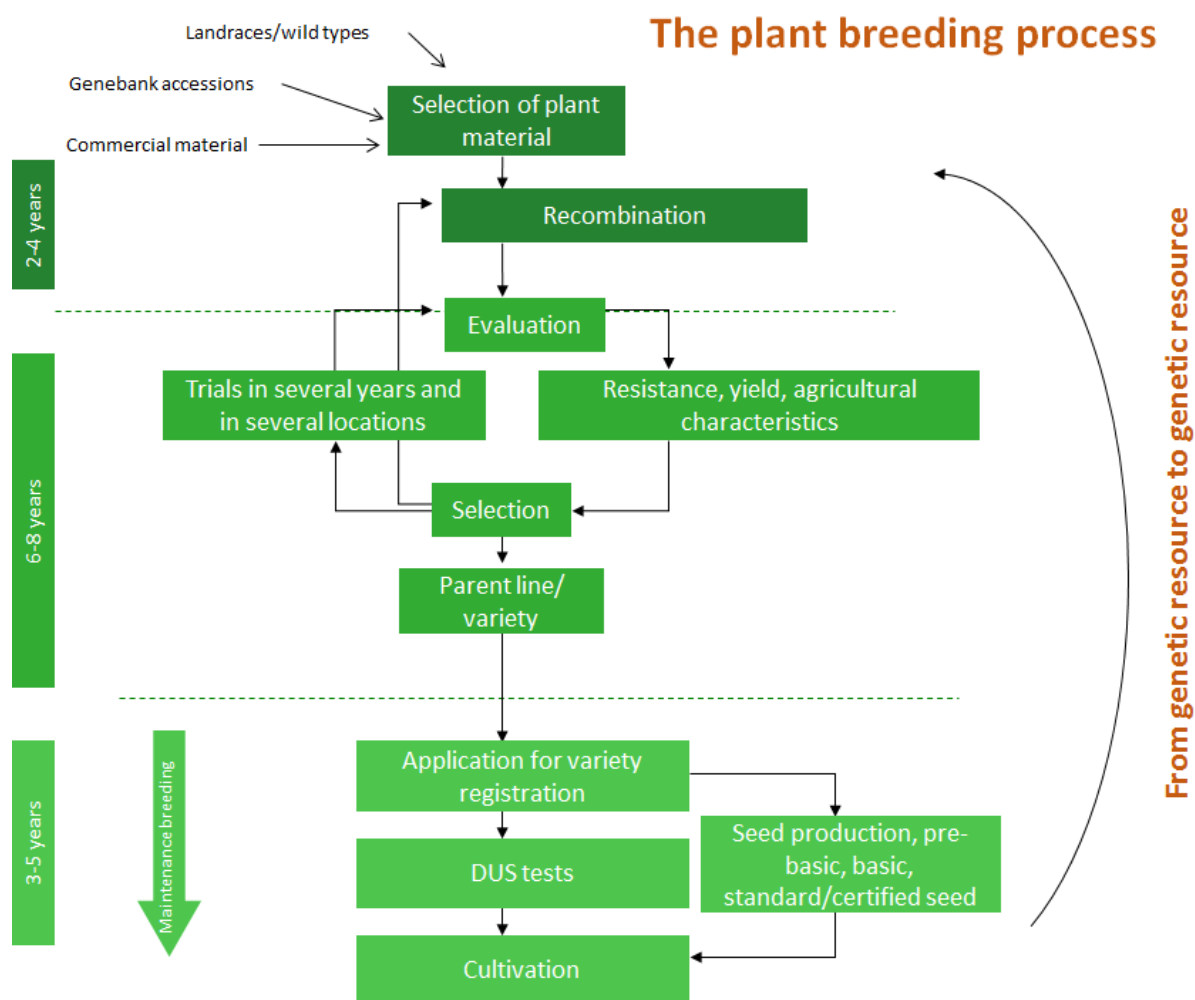 The plant breeding process
Landraces/wild types
Genebank accessions
Commercial material
Selection of plant
material
2-4 years
Recombination
Evaluation
Trials in several years and
in several locations
Resistance, yield, agricultural
characteristics
6-8 years
Selection
Parent line/
variety
From genetic resource to genetic resource
3-5 years
Maintenance breeding
Application for variety
registration
DUS tests
Seed production, pre-
basic, basic,
standard/certified seed
Cultivation